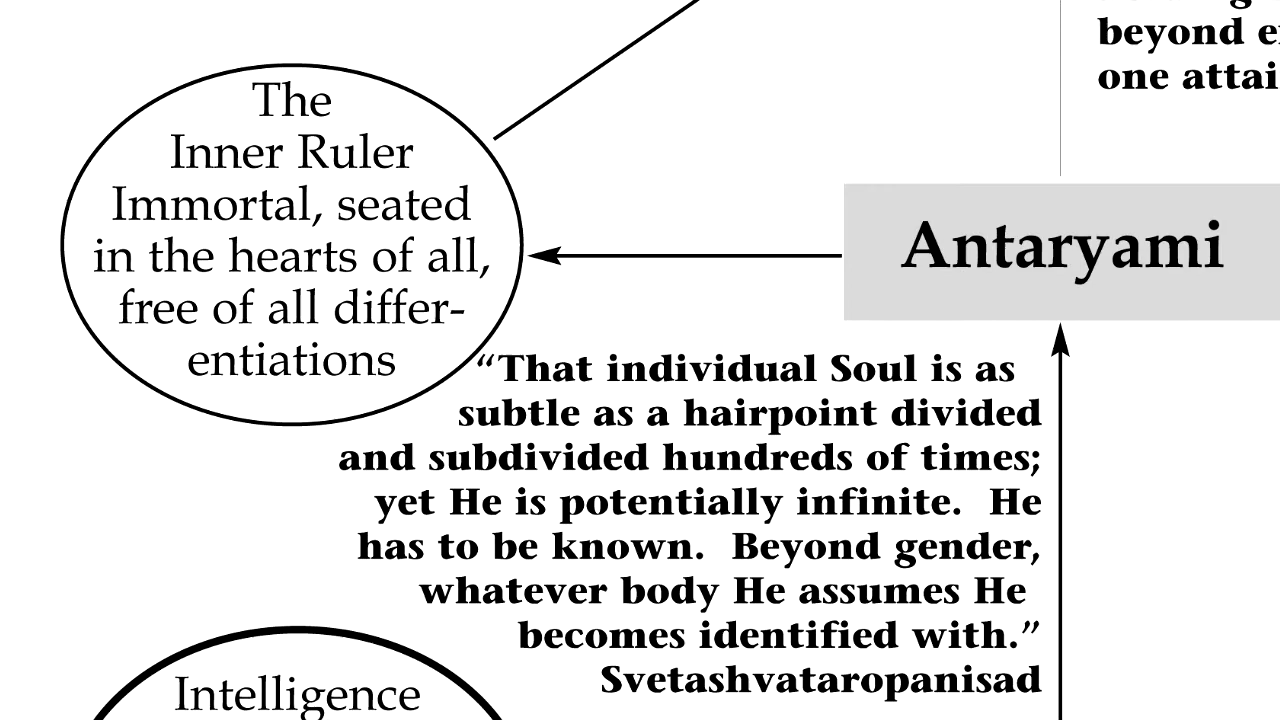 beyond
one
The
Inner Ruler
Immortal, seated
in the hearts of all,
free of all differ-
entiations
Antaryami
“That individual Soul is as
subtle as a hairpoint divided
and subdivided hundreds of times;
yet He is potentially infinite.  He
has to be known.  Beyond gender,
whatever body He assumes He
becomes identified with.”
Svetashvataropanisad
Intelligence